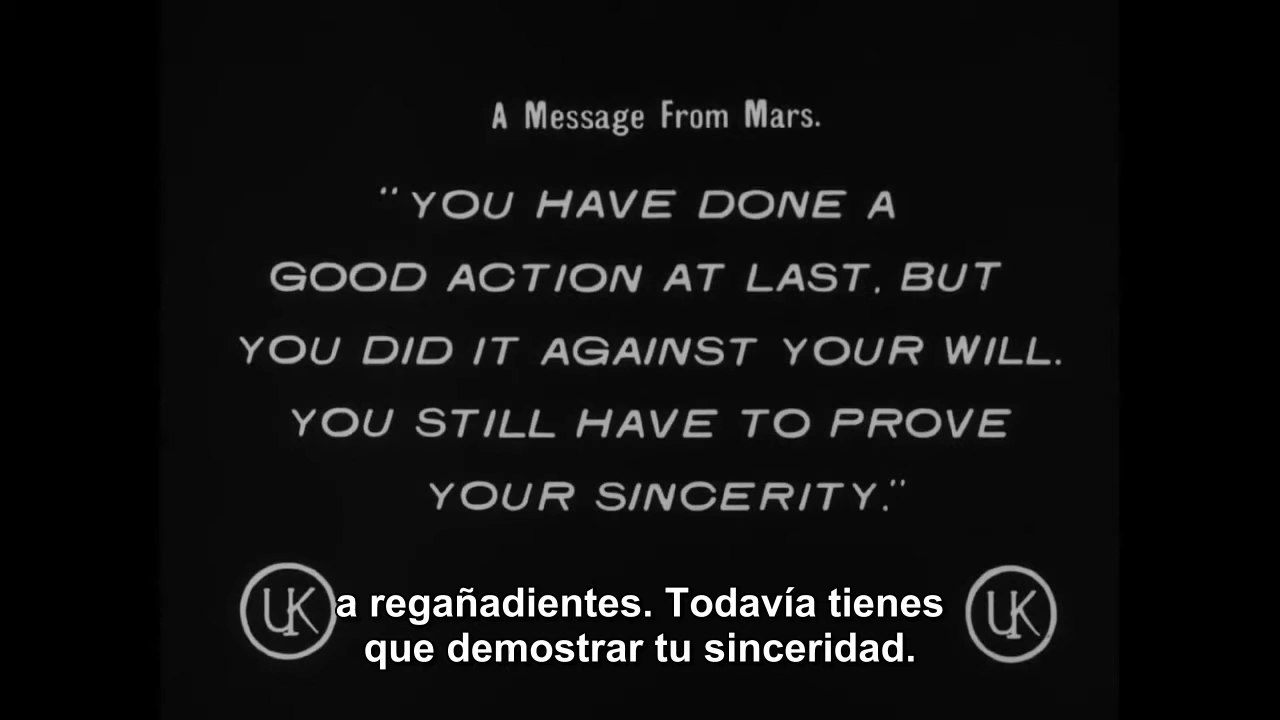 A Message From Mars.
"YOU HAVE DONE A
GOOD ACTION AT LAST, BUT
YOU DID IT AGAINST YOUR WILL.
YOU STILL HAVE TO PROVE
YOUR SINCERITY."
UK
a regañadientes. Todavía tienes
que demostrar tu sinceridad.
UK